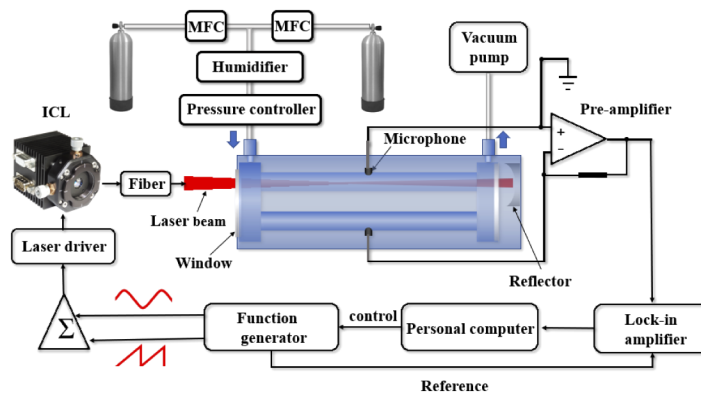 MFC
MFC
Humidifier
Pressure controller
Vacuum
pump
ICL
Pre-amplifier
Microphone
+
−
Fiber
Laser beam
Window
Reflector
Laser driver
Σ
Function
generator
control
Personal computer
Lock-in
amplifier
Reference